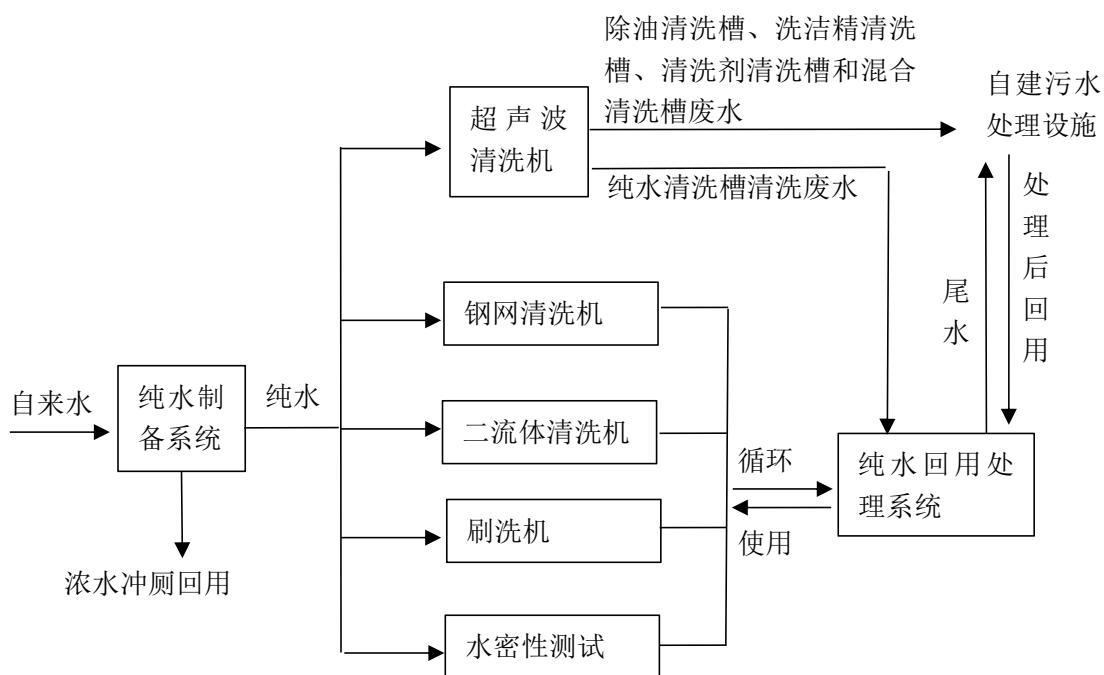 除油清洗槽、洗洁精清洗
槽、清洗剂清洗槽和混合
清洗槽废水
自建污水
处理设施
超声波
清洗机
纯水清洗槽清洗废水
处理后回用
尾水
钢网清洗机
自来水
纯水制
备系统
纯水
二流体清洗机
循环
使用
纯水回用处
理系统
刷洗机
浓水冲厕回用
水密性测试